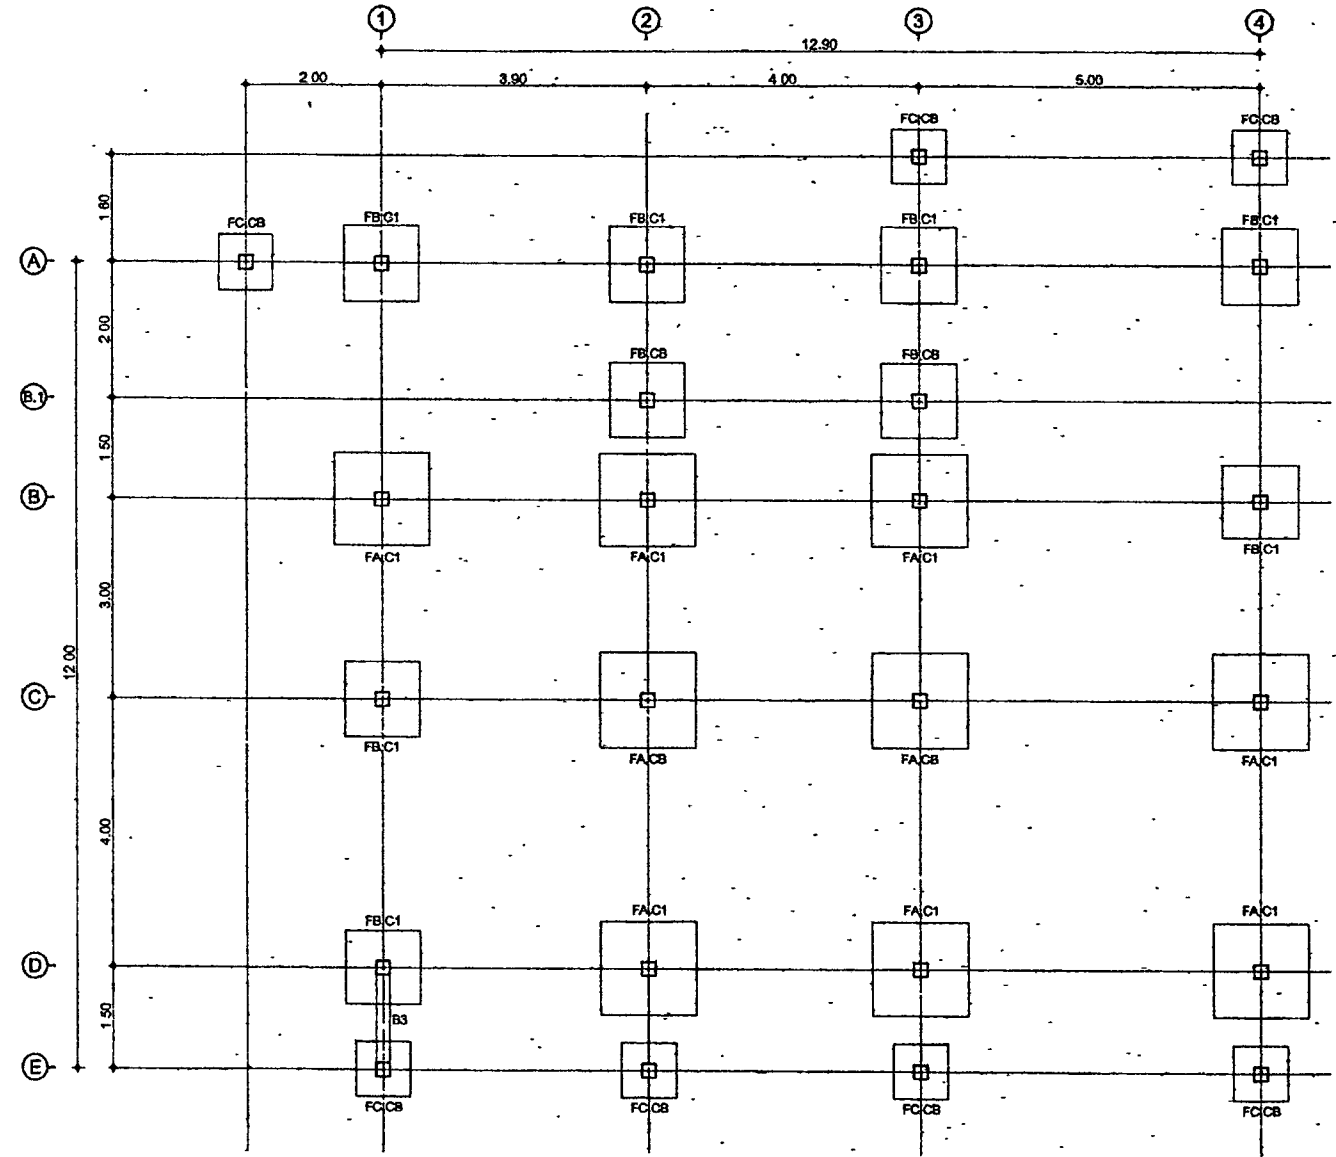 1 2 3 4
12.90
2.00 3.90 4.00 5.00
FC,CB FC,CB
1.60
FC,CB FB,C1 FB,C1 FB,C1 FB,C1
A
2.00
FB,CB FB,CB
B.1
1.50
B
FA,C1 FA,C1 FA,C1 FB,C1
3.00
12.00
C
FB,C1 FA,CB FA,CB FA,C1
4.00
FB,C1 FA,C1 FA,C1 FA,C1
D
1.50
B3
E
FC,CB FC,CB FC,CB FC,CB